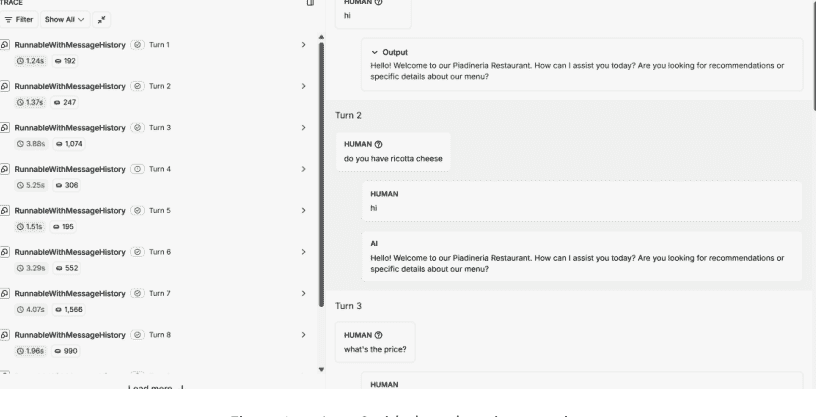 TRACE
Filter Show All
RunnableWithMessageHistory Turn 1
1.24s 192
RunnableWithMessageHistory Turn 2
1.37s 247
RunnableWithMessageHistory Turn 3
3.88s 1,074
RunnableWithMessageHistory Turn 4
5.25s 306
RunnableWithMessageHistory Turn 5
1.51s 195
RunnableWithMessageHistory Turn 6
3.29s 552
RunnableWithMessageHistory Turn 7
4.07s 1,566
RunnableWithMessageHistory Turn 8
1.96s 990
Load more
HUMAN
hi
Output
Hello! Welcome to our Piadineria Restaurant. How can I assist you today? Are you looking for recommendations or
specific details about our menu?
Turn 2
HUMAN
do you have ricotta cheese
HUMAN
hi
AI
Hello! Welcome to our Piadineria Restaurant. How can I assist you today? Are you looking for recommendations or
specific details about our menu?
Turn 3
HUMAN
what's the price?
HUMAN